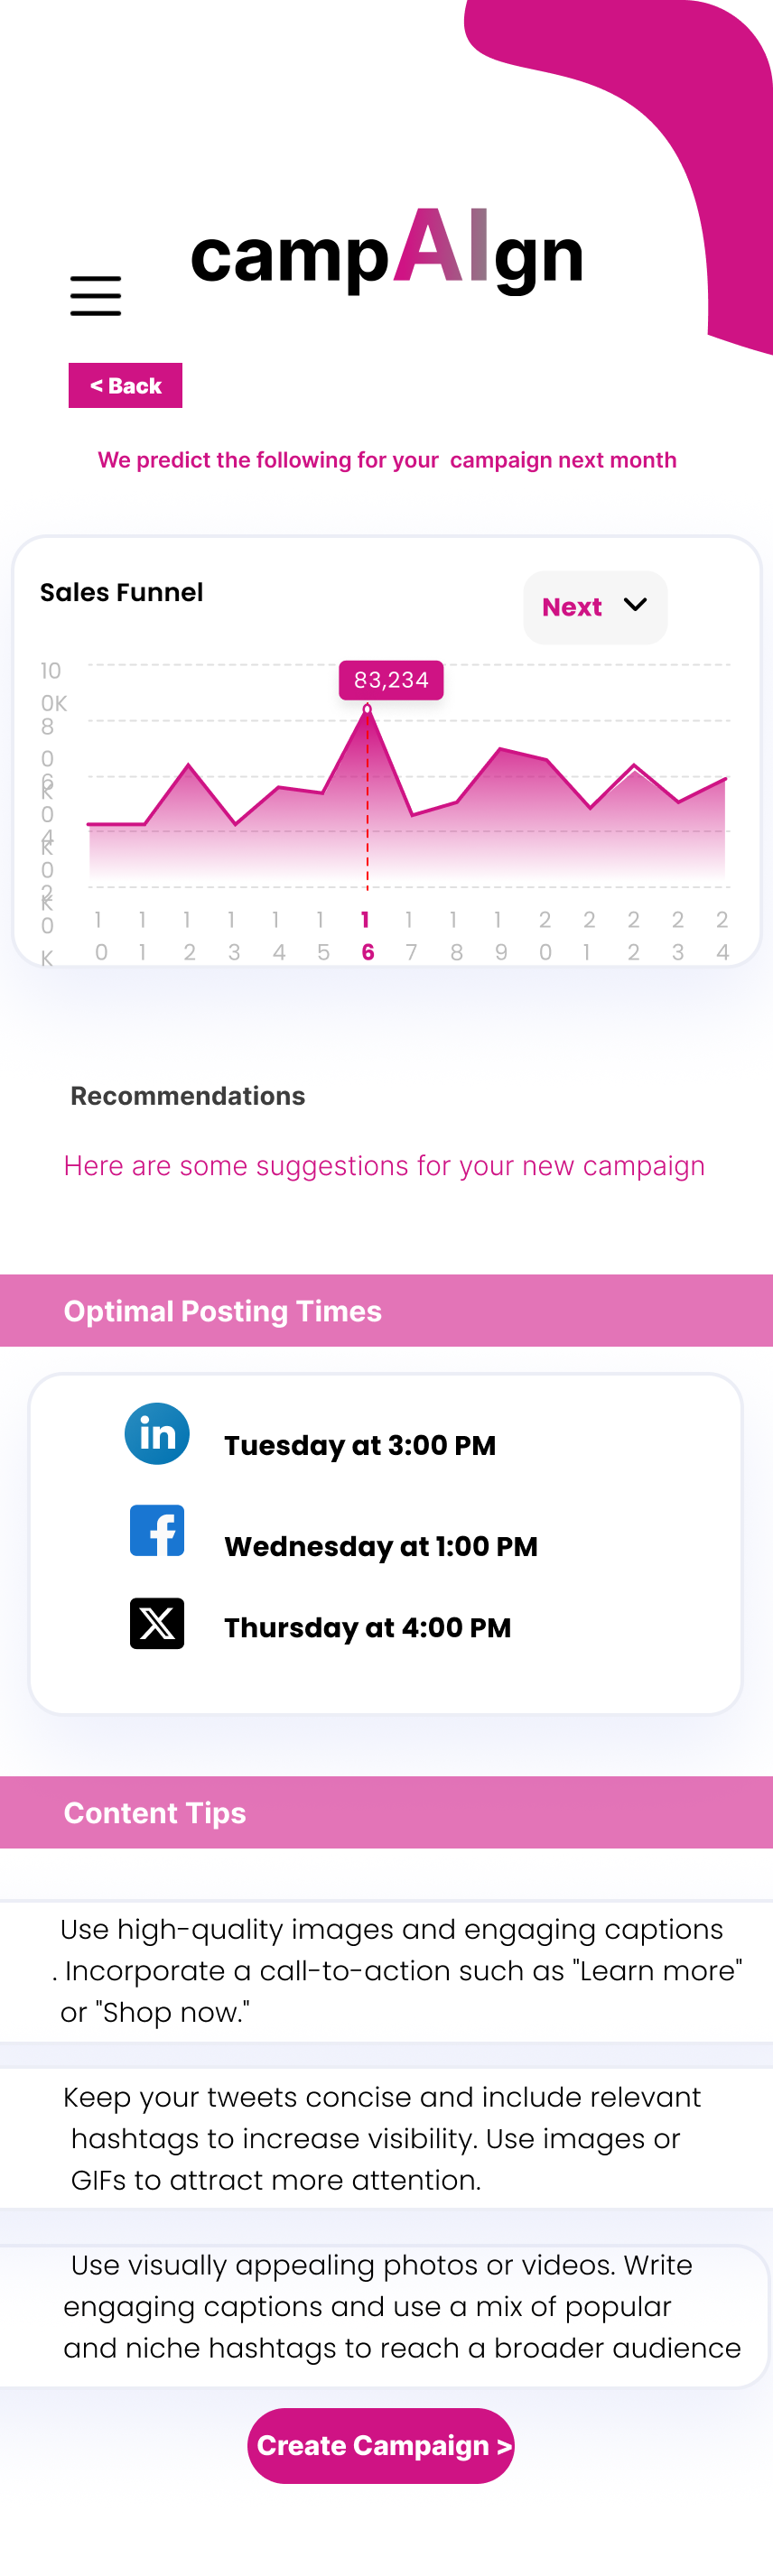 campAIgn
< Back
We predict the following for your campaign next month
Sales Funnel
Next
83,234
10
0K
8
0
K
6
0
K
4
0
K
2
0
K
1 1 1 1 1 1 1 1 1 1 2 2 2 2 2
0 1 2 3 4 5 6 7 8 9 0 1 2 3 4
Recommendations
Here are some suggestions for your new campaign
Optimal Posting Times
in
Tuesday at 3:00 PM
f
Wednesday at 1:00 PM
X
Thursday at 4:00 PM
Content Tips
Use high-quality images and engaging captions
. Incorporate a call-to-action such as "Learn more"
or "Shop now."
Keep your tweets concise and include relevant
hashtags to increase visibility. Use images or
GIFs to attract more attention.
Use visually appealing photos or videos. Write
engaging captions and use a mix of popular
and niche hashtags to reach a broader audience
Create Campaign >